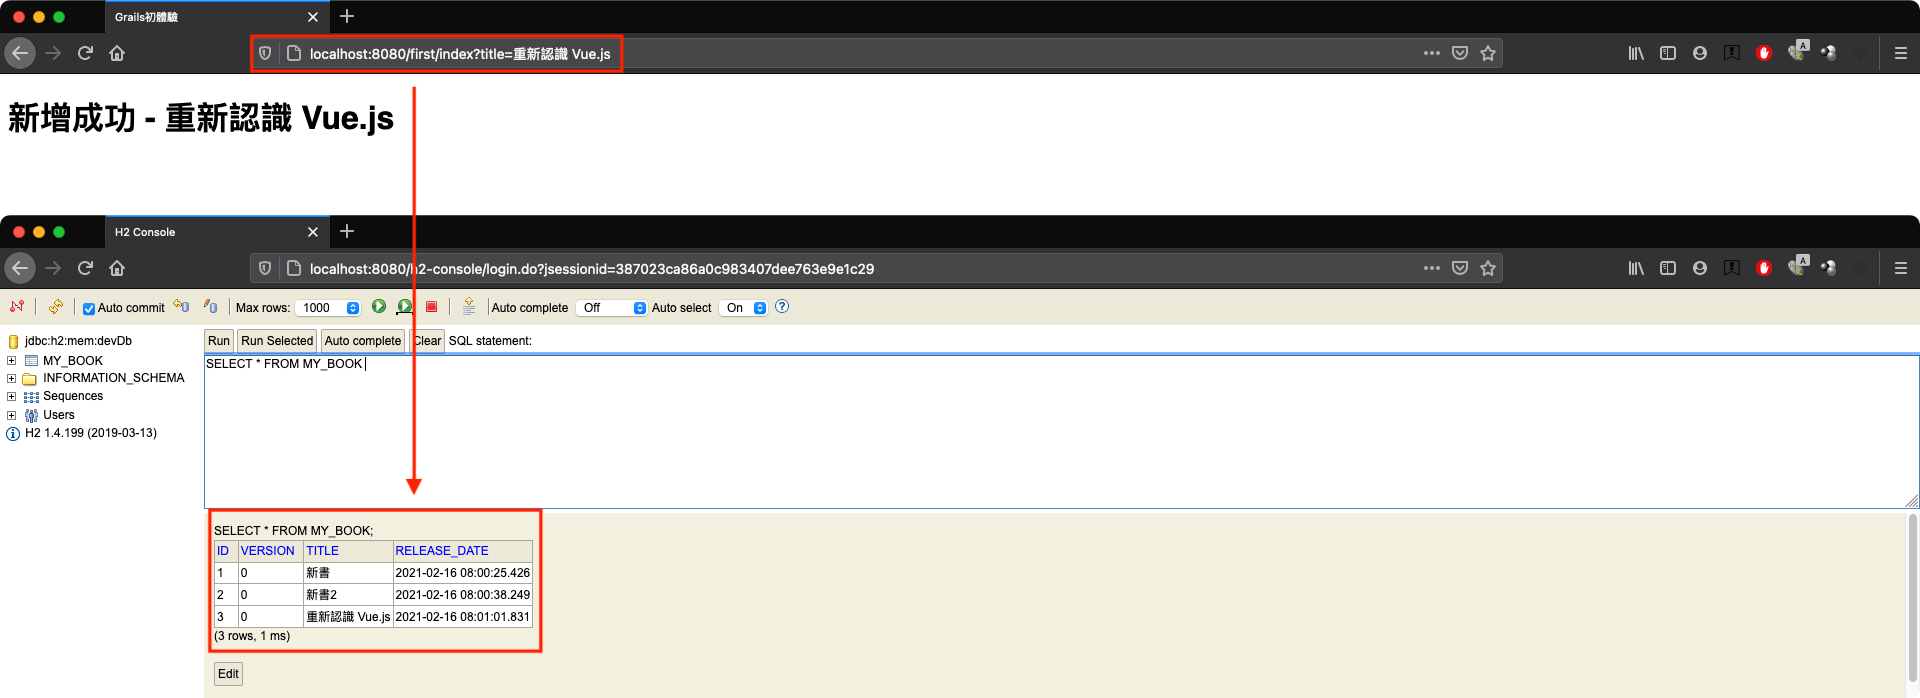 Grails初體驗
localhost:8080/first/index?title=重新認識 Vue.js
新增成功 - 重新認識 Vue.js
H2 Console
localhost:8080/h2-console/login.do?jsessionid=387023ca86a0c983407dee763e9e1c29
Auto commit Max rows: 1000 Auto complete Off Auto select On
jdbc:h2:mem:devDb
MY_BOOK
INFORMATION_SCHEMA
Sequences
Users
H2 1.4.199 (2019-03-13)
Run Run Selected Auto complete Clear SQL statement:
SELECT * FROM MY_BOOK
SELECT * FROM MY_BOOK;
ID VERSION TITLE RELEASE_DATE
1 0 新書 2021-02-16 08:00:25.426
2 0 新書2 2021-02-16 08:00:38.249
3 0 重新認識 Vue.js 2021-02-16 08:01:01.831
(3 rows, 1 ms)
Edit